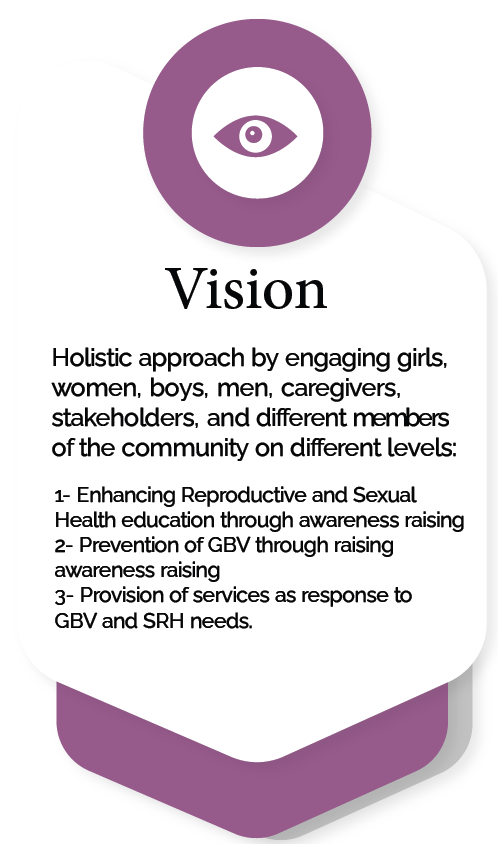 Vision
Holistic approach by engaging girls,
women, boys, men, caregivers,
stakeholders, and different members
of the community on different levels:
1- Enhancing Reproductive and Sexual
Health education through awareness raising
2- Prevention of GBV through raising
awareness raising
3- Provision of services as response to
GBV and SRH needs.